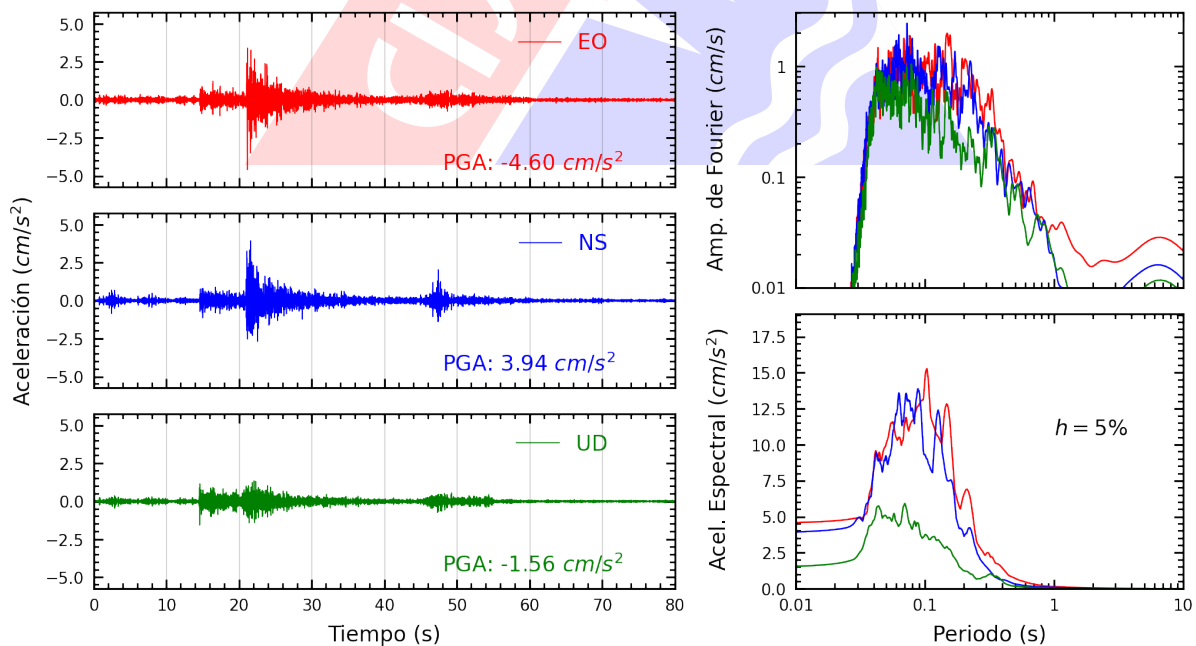 Aceleración (cm/s²)
5.0
2.5
0.0
−2.5
−5.0
EO
PGA: -4.60 cm/s²
5.0
2.5
0.0
−2.5
−5.0
NS
PGA: 3.94 cm/s²
5.0
2.5
0.0
−2.5
−5.0
UD
PGA: -1.56 cm/s²
0 10 20 30 40 50 60 70 80
Tiempo (s)
Amp. de Fourier (cm/s)
1
0.1
0.01
Acel. Espectral (cm/s²)
17.5
15.0
12.5
10.0
7.5
5.0
2.5
0.0
h = 5%
0.01 0.1 1 10
Periodo (s)